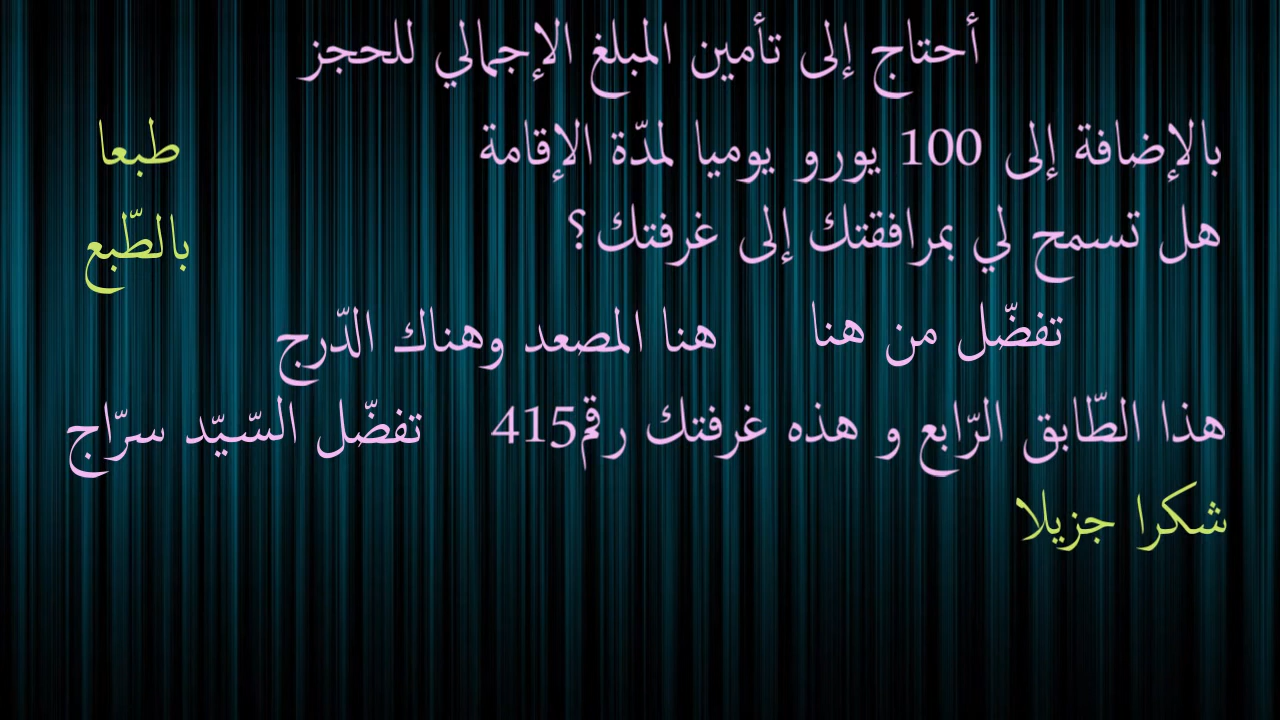 أحتاج إلى تأمين المبلغ الإجمالي للحجز
بالإضافة إلى 100 يورو يوميا لمدّة الإقامة طبعا
هل تسمح لي بمرافقتك إلى غرفتك؟ بالطّبع
تفضّل من هنا هنا المصعد وهناك الدّرج
هذا الطّابق الرّابع و هذه غرفتك رقم415 تفضّل السّيّد سرّاج
شكرا جزيلا